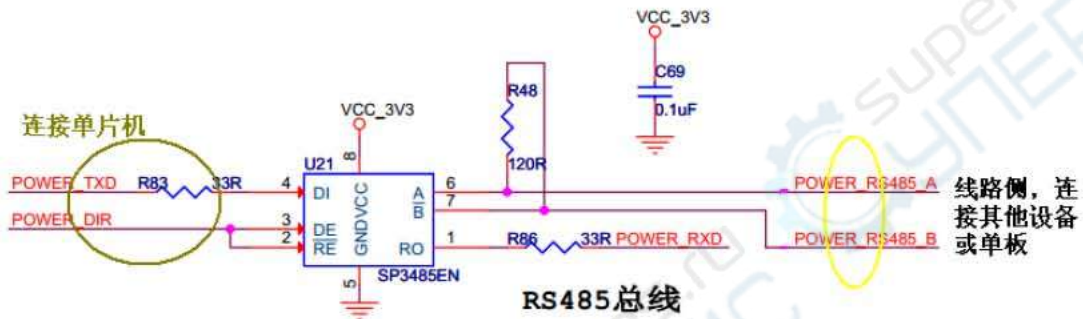 VCC_3V3
C69
0.1uF
R48
120R
VCC_3V3
连接单片机
U21
8
POWER_TXD
R83
33R
4
DI
GND
VCC
A
6
POWER_RS485_A
线路侧，连
接其他设备
或单板
POWER_DIR
3
DE
B
7
2
RE
RO
1
R86
33R
POWER_RXD
POWER_RS485_B
5
SP3485EN
RS485总线